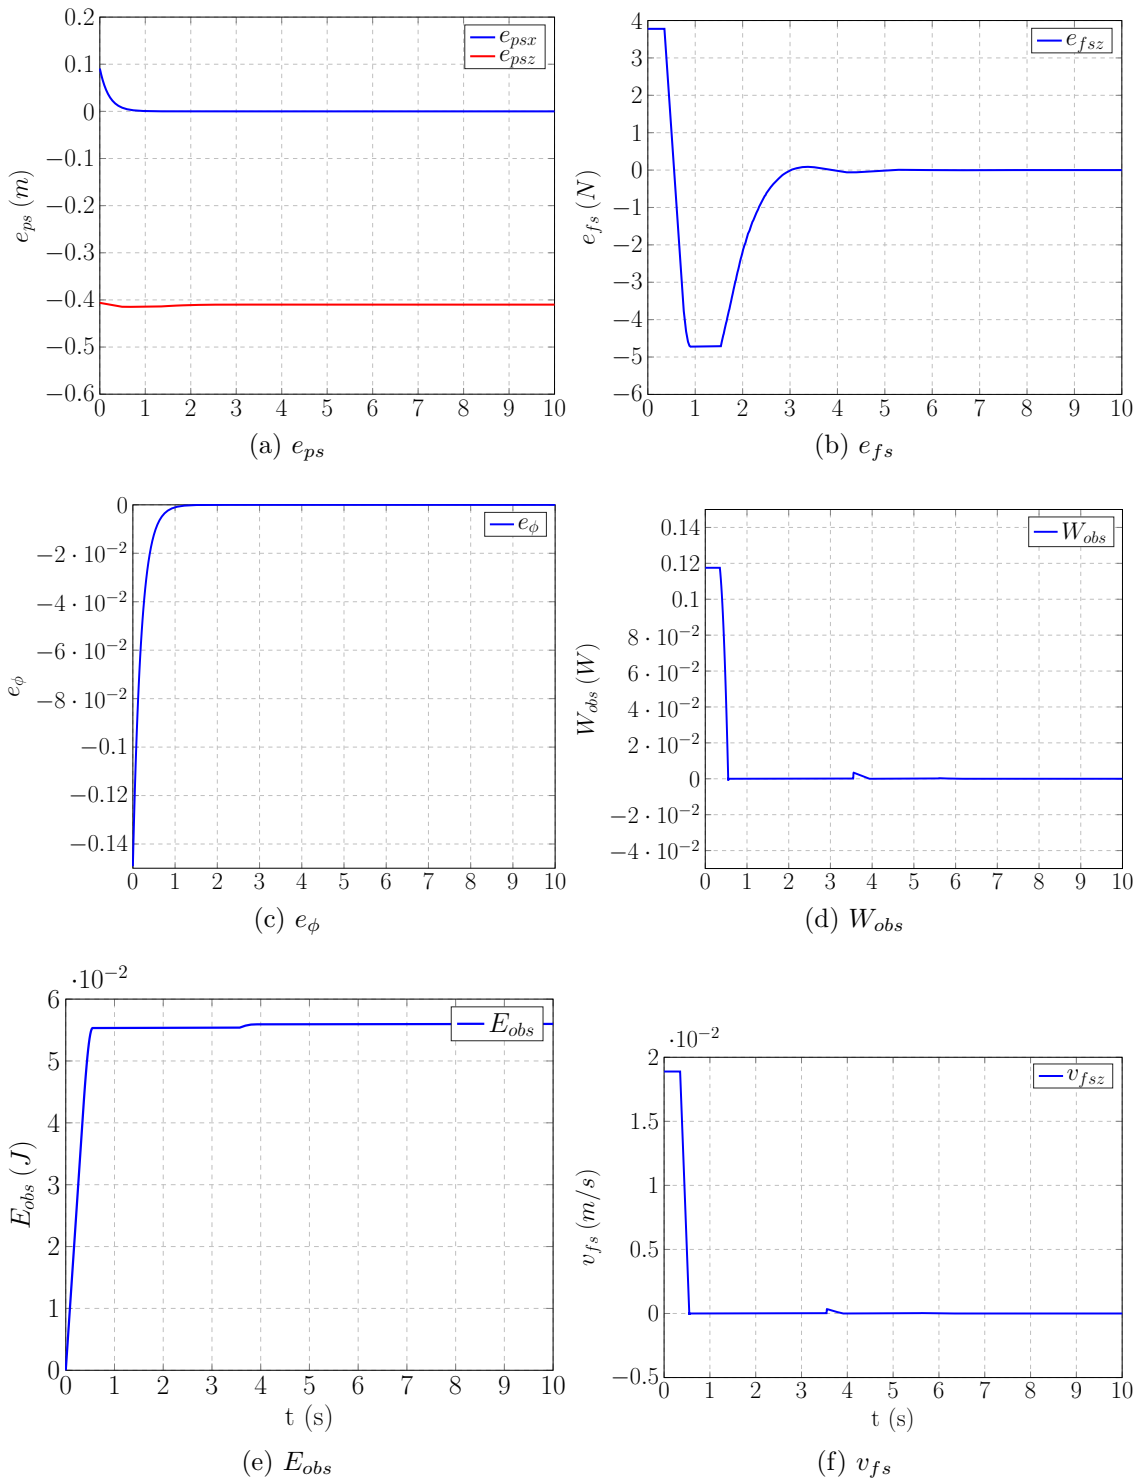 0.2
0.1
0
−0.1
−0.2
−0.3
−0.4
−0.5
−0.6
e_ps (m)
e_psx
e_psz
0 1 2 3 4 5 6 7 8 9 10
(a) e_ps
4
3
2
1
0
−1
−2
−3
−4
−5
−6
e_fs (N)
e_fsz
0 1 2 3 4 5 6 7 8 9 10
(b) e_fs
0
−2 · 10^−2
−4 · 10^−2
−6 · 10^−2
−8 · 10^−2
−0.1
−0.12
−0.14
e_ϕ
e_ϕ
0 1 2 3 4 5 6 7 8 9 10
(c) e_ϕ
0.14
0.12
0.1
8 · 10^−2
6 · 10^−2
4 · 10^−2
2 · 10^−2
0
−2 · 10^−2
−4 · 10^−2
W_obs (W)
W_obs
0 1 2 3 4 5 6 7 8 9 10
(d) W_obs
·10^−2
6
5
4
3
2
1
0
E_obs (J)
E_obs
0 1 2 3 4 5 6 7 8 9 10
t (s)
(e) E_obs
·10^−2
2
1.5
1
0.5
0
−0.5
v_fs (m/s)
v_fsz
0 1 2 3 4 5 6 7 8 9 10
t (s)
(f) v_fs